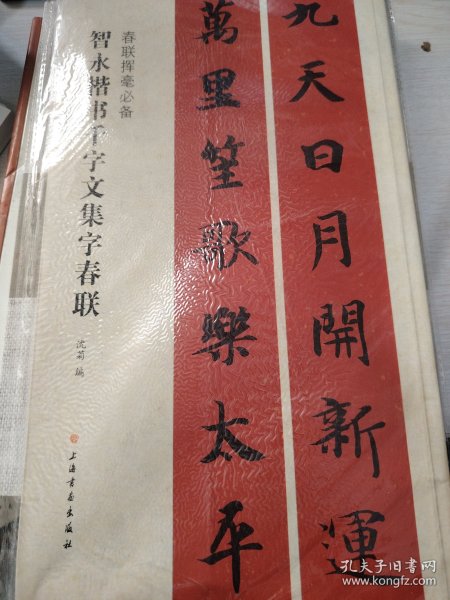 九天日月開新運
萬里笙歌樂太平
春联挥毫必备
智永楷书千字文集字春联
沈菊 编
上海書畫出版社
孔夫子旧书网
www.kongfz.com